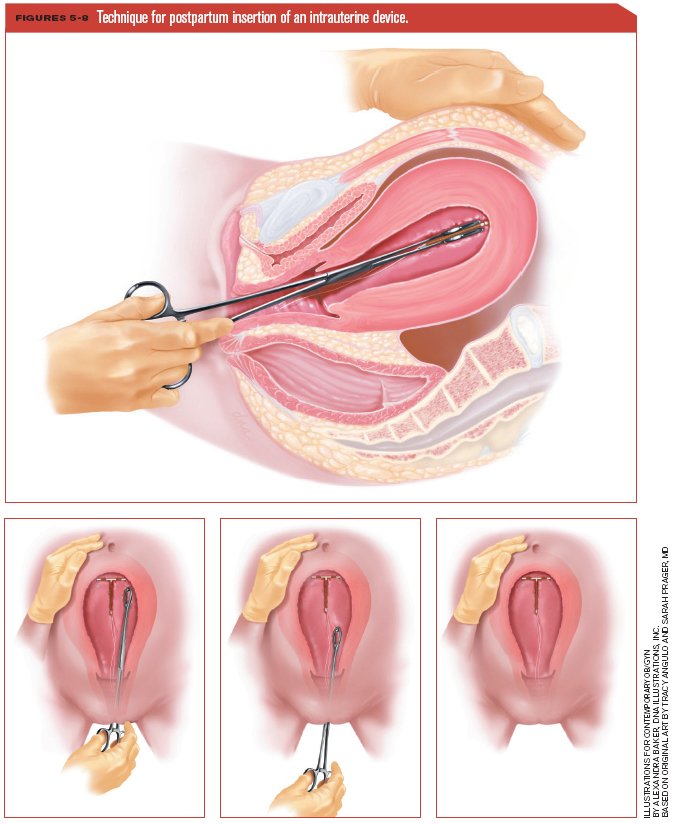 FIGURES 5-8 Technique for postpartum insertion of an intrauterine device.
ILLUSTRATIONS FOR CONTEMPORARY OB/GYN
BY ALEXANDRA BAKER, DNA ILLUSTRATIONS, INC.
BASED ON ORIGINAL ART BY TRACY ANGULO AND SARAH PRAGER, MD